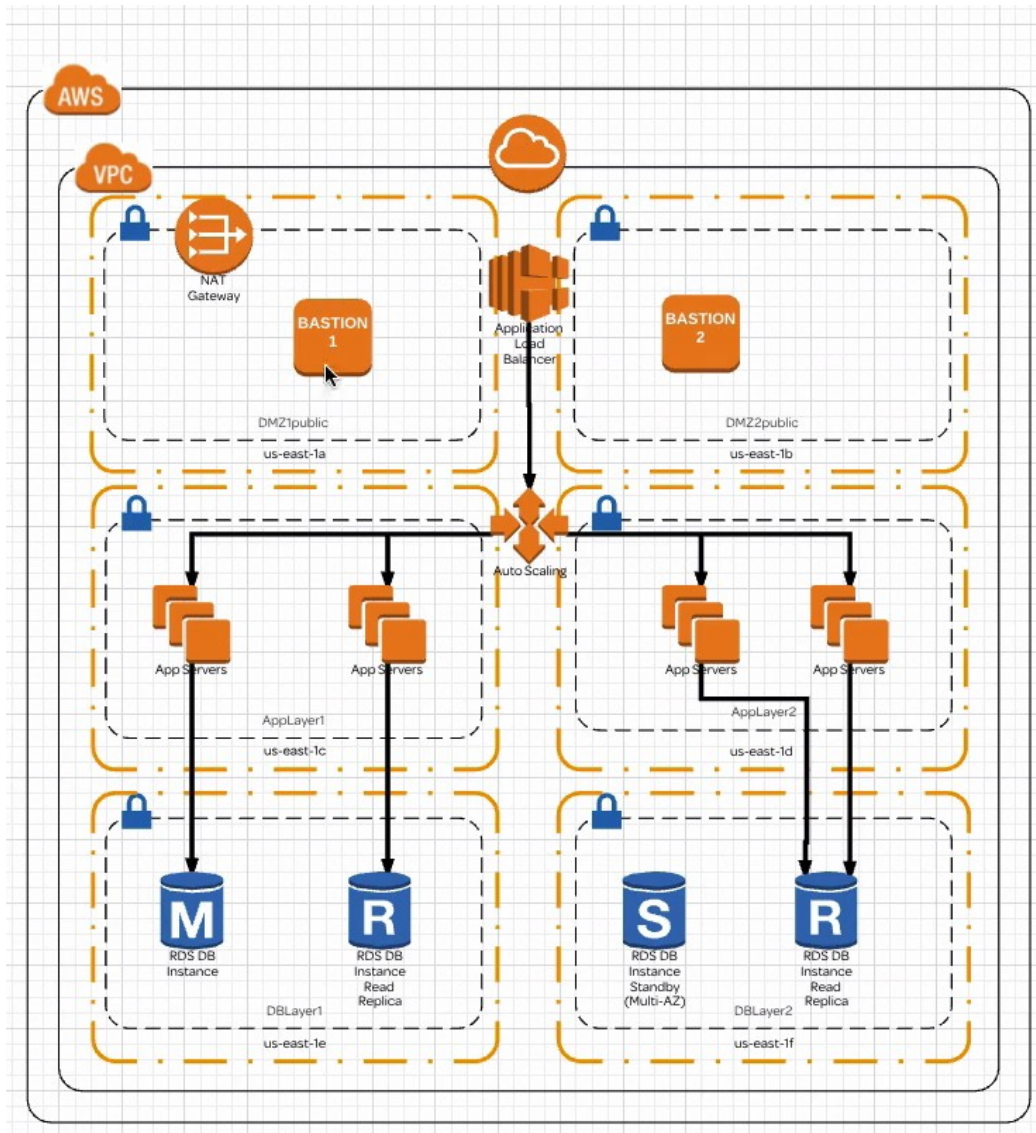 AWS
VPC
NAT
Gateway
BASTION
1
Application
Load
Balancer
BASTION
2
DMZ1public
us-east-1a
DMZ2public
us-east-1b
Auto Scaling
App Servers
App Servers
App Servers
App Servers
AppLayer1
us-east-1c
AppLayer2
us-east-1d
M
RDS DB
Instance
R
RDS DB
Instance
Read
Replica
S
RDS DB
Instance
Standby
(Multi-AZ)
R
RDS DB
Instance
Read
Replica
DBLayer1
us-east-1e
DBLayer2
us-east-1f